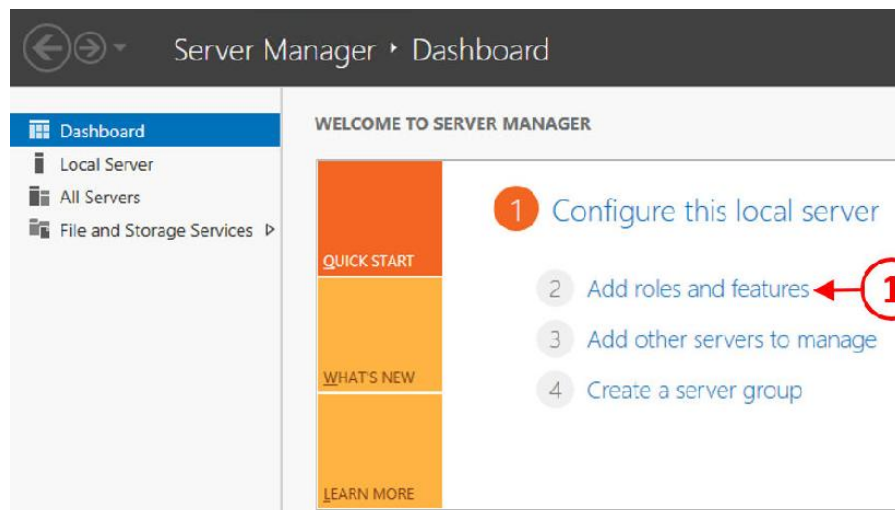 Server Manager ‣ Dashboard
Dashboard
Local Server
All Servers
File and Storage Services
WELCOME TO SERVER MANAGER
QUICK START
WHAT'S NEW
LEARN MORE
1 Configure this local server
2 Add roles and features
1
3 Add other servers to manage
4 Create a server group